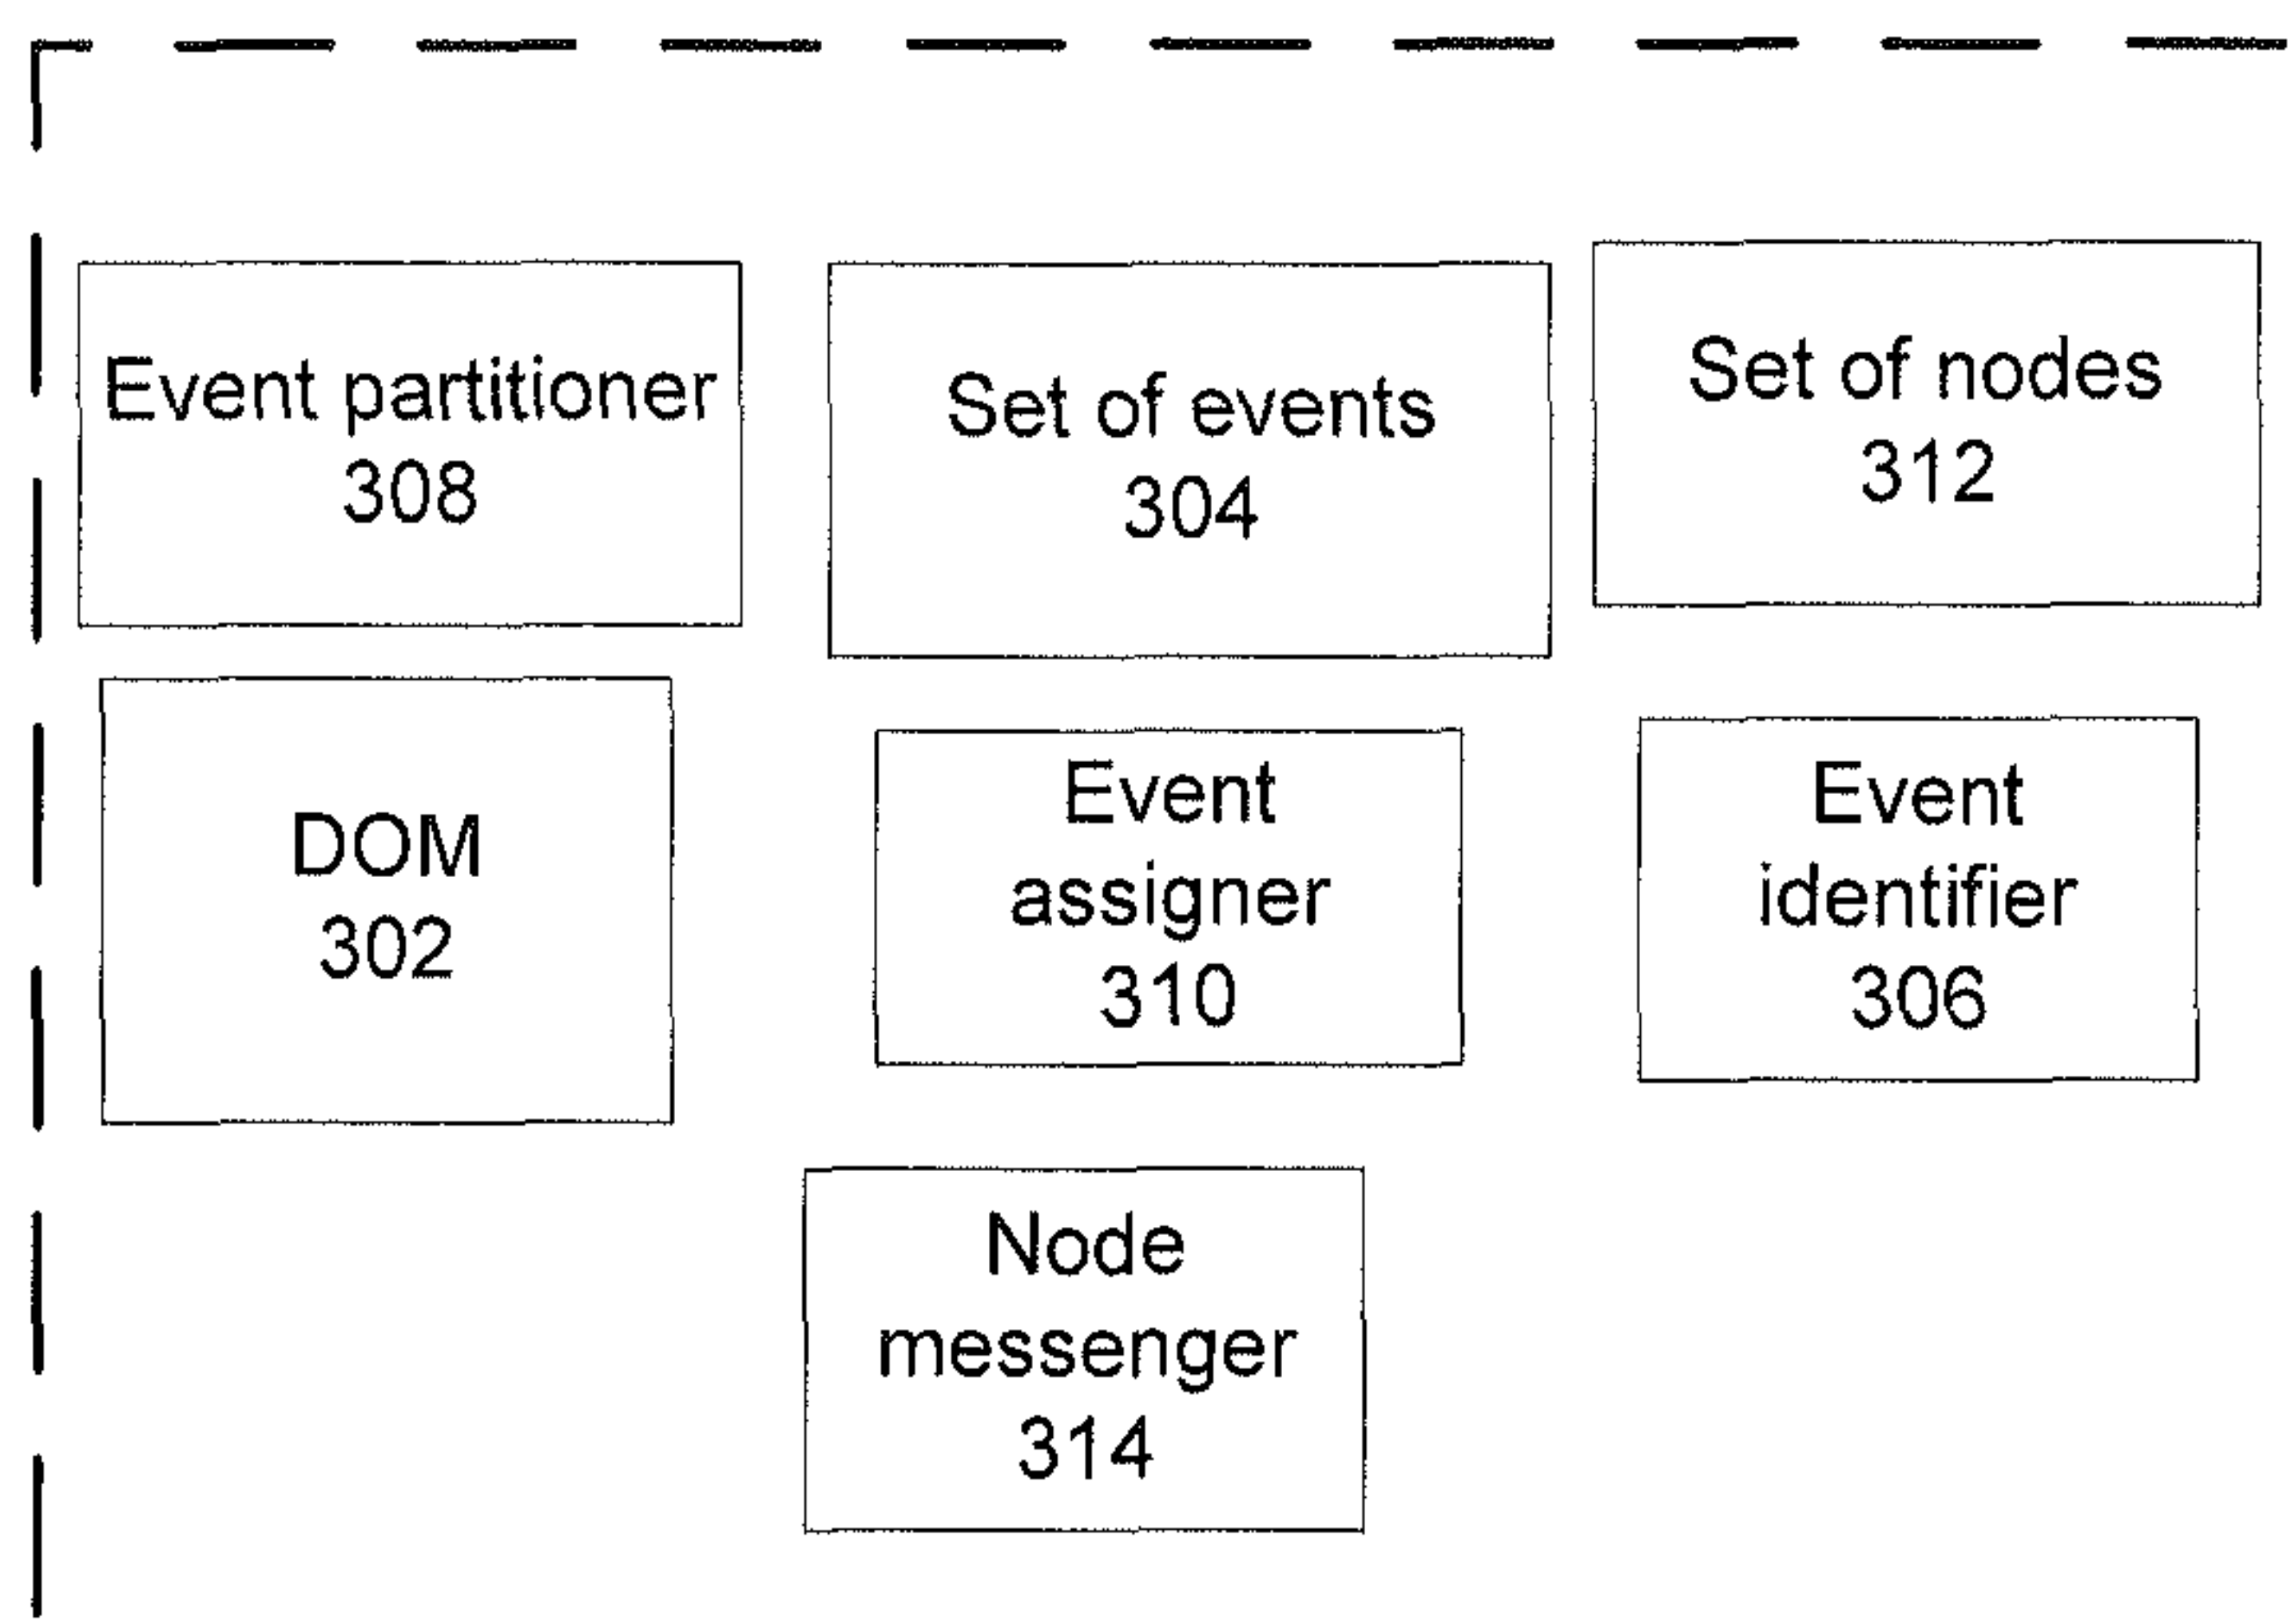 Event partitioner
308
Set of events
304
Set of nodes
312
DOM
302
Event
assigner
310
Event
identifier
306
Node
messenger
314